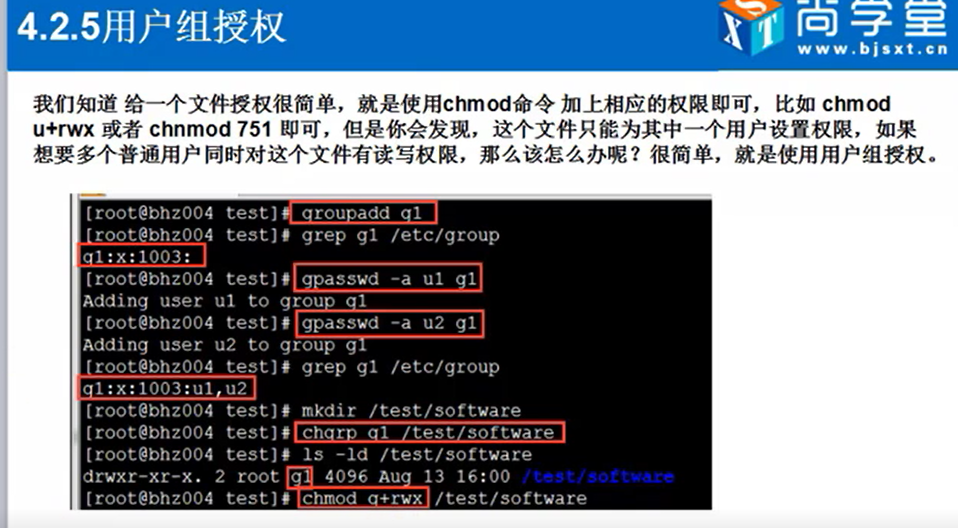 4.2.5用户组授权
尚学堂
SXT
www.bjsxt.cn
我们知道 给一个文件授权很简单，就是使用chmod命令 加上相应的权限即可，比如 chmod
u+rwx 或者 chnmod 751 即可，但是你会发现，这个文件只能为其中一个用户设置权限，如果
想要多个普通用户同时对这个文件有读写权限，那么该怎么办呢？很简单，就是使用用户组授权。
[root@bhz004 test]# groupadd g1
[root@bhz004 test]# grep g1 /etc/group
g1:x:1003:
[root@bhz004 test]# gpasswd -a u1 g1
Adding user u1 to group g1
[root@bhz004 test]# gpasswd -a u2 g1
Adding user u2 to group g1
[root@bhz004 test]# grep g1 /etc/group
g1:x:1003:u1,u2
[root@bhz004 test]# mkdir /test/software
[root@bhz004 test]# chgrp g1 /test/software
[root@bhz004 test]# ls -ld /test/software
drwxr-xr-x. 2 root g1 4096 Aug 13 16:00 /test/software
[root@bhz004 test]# chmod g+rwx /test/software